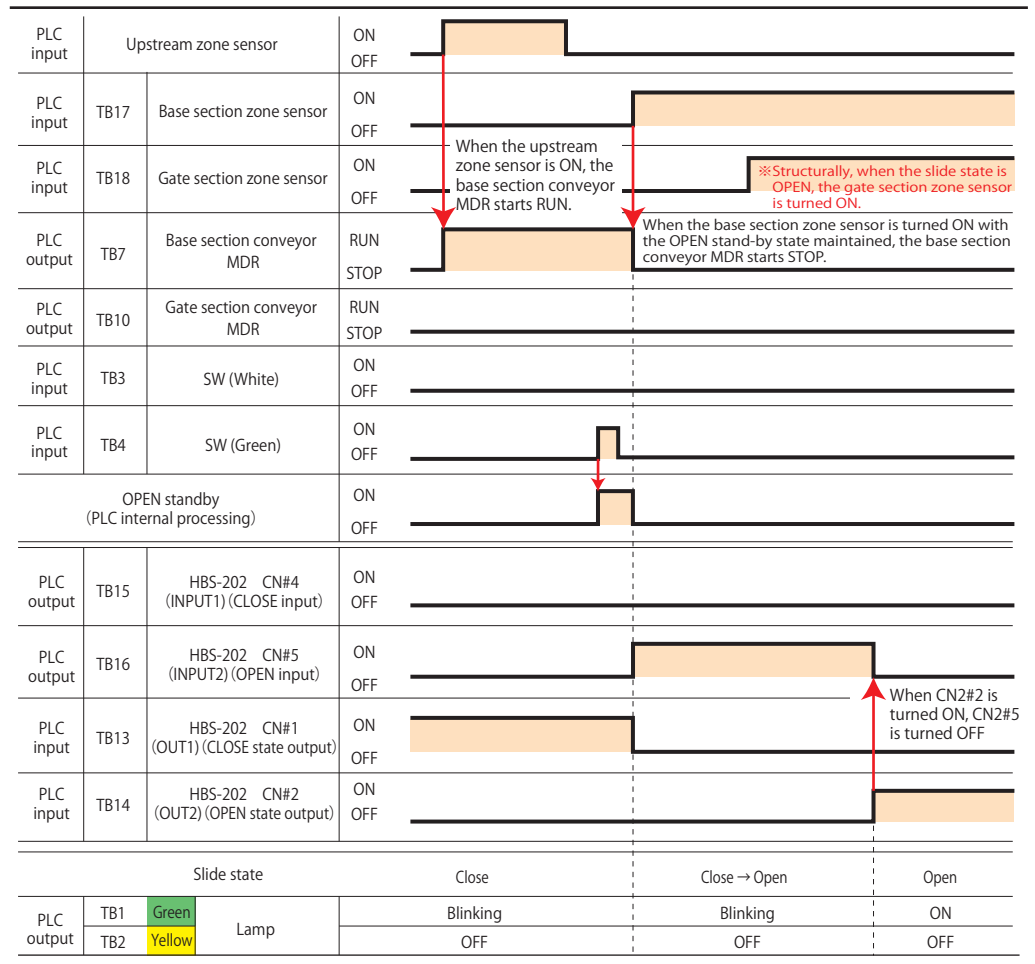 PLC input
Upstream zone sensor
ON
OFF
PLC input
TB17
Base section zone sensor
ON
OFF
When the upstream
zone sensor is ON, the
base section conveyor
MDR starts RUN.
PLC input
TB18
Gate section zone sensor
ON
OFF
※Structurally, when the slide state is
OPEN, the gate section zone sensor
is turned ON.
PLC output
TB7
Base section conveyor
MDR
RUN
STOP
When the base section zone sensor is turned ON with
the OPEN stand-by state maintained, the base section
conveyor MDR starts STOP.
PLC output
TB10
Gate section conveyor
MDR
RUN
STOP
PLC input
TB3
SW (White)
ON
OFF
PLC input
TB4
SW (Green)
ON
OFF
OPEN standby
(PLC internal processing)
ON
OFF
PLC output
TB15
HBS-202 CN#4
(INPUT1) (CLOSE input)
ON
OFF
PLC output
TB16
HBS-202 CN#5
(INPUT2) (OPEN input)
ON
OFF
When CN2#2 is
turned ON, CN2#5
is turned OFF
PLC input
TB13
HBS-202 CN#1
(OUT1) (CLOSE state output)
ON
OFF
PLC input
TB14
HBS-202 CN#2
(OUT2) (OPEN state output)
ON
OFF
Slide state
Close
Close → Open
Open
PLC output
TB1
Green
Lamp
Blinking
Blinking
ON
TB2
Yellow
OFF
OFF
OFF